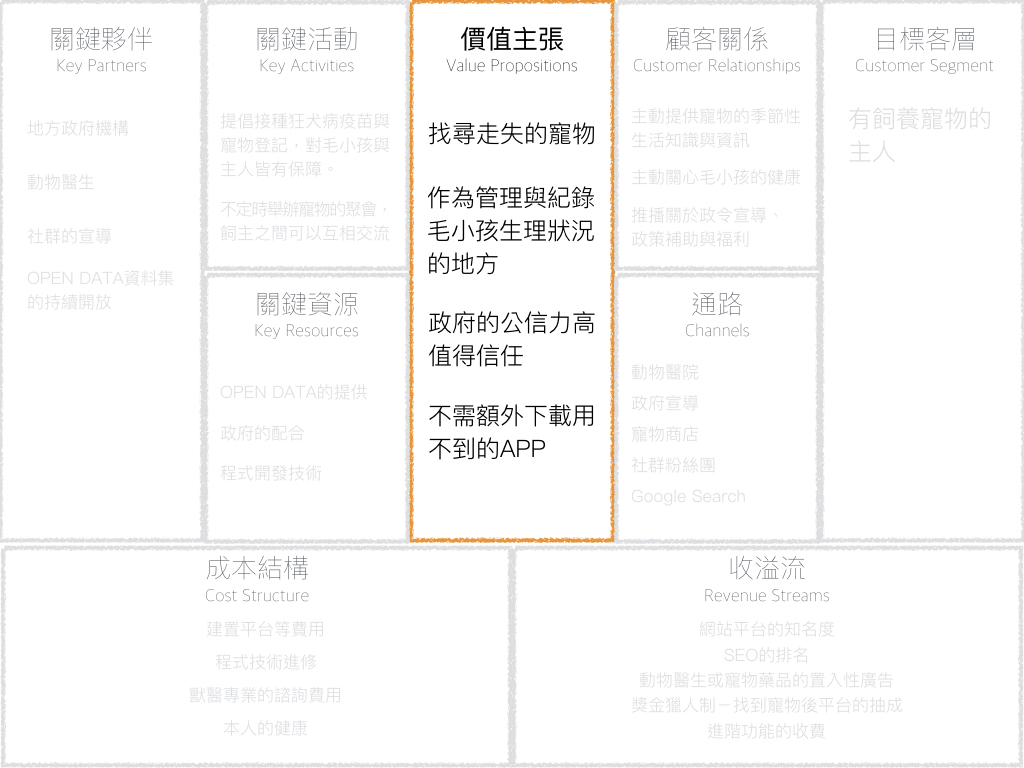 關鍵夥伴
Key Partners
地方政府機構
動物醫生
社群的宣導
OPEN DATA資料集
的持續開放
關鍵活動
Key Activities
提倡接種狂犬病疫苗與
寵物登記，對毛小孩與
主人皆有保障。
不定時舉辦寵物的聚會，
飼主之間可以互相交流
關鍵資源
Key Resources
OPEN DATA的提供
政府的配合
程式開發技術
價值主張
Value Propositions
找尋走失的寵物
作為管理與紀錄
毛小孩生理狀況
的地方
政府的公信力高
值得信任
不需額外下載用
不到的APP
顧客關係
Customer Relationships
主動提供寵物的季節性
生活知識與資訊
主動關心毛小孩的健康
推播關於政令宣導、
政策補助與福利
通路
Channels
動物醫院
政府宣導
寵物商店
社群粉絲團
Google Search
目標客層
Customer Segment
有飼養寵物的
主人
成本結構
Cost Structure
建置平台等費用
程式技術進修
獸醫專業的諮詢費用
本人的健康
收溢流
Revenue Streams
網站平台的知名度
SEO的排名
動物醫生或寵物藥品的置入性廣告
獎金獵人制－找到寵物後平台的抽成
進階功能的收費